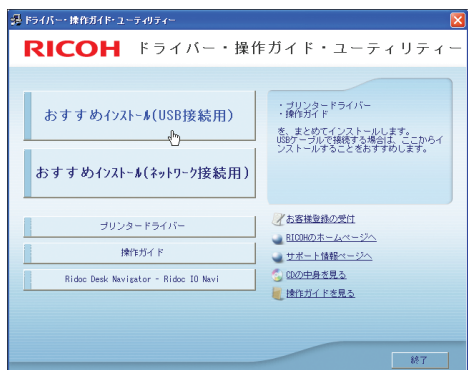 ドライバー・操作ガイド・ユーティリティー
RICOH ドライバー・操作ガイド・ユーティリティー
おすすめインストール(USB接続用)
・プリンタードライバー
・操作ガイド
を、まとめてインストールします。
USBケーブルで接続する場合は、ここからイ
ンストールすることをおすすめします。
おすすめインストール(ネットワーク接続用)
プリンタードライバー
操作ガイド
Ridoc Desk Navigator - Ridoc IO Navi
お客様登録の受付
RICOHのホームページへ
サポート情報ページへ
CDの中身を見る
操作ガイドを見る
終了